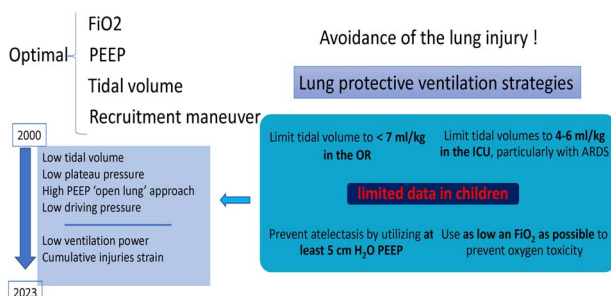 Optimal
FiO2
PEEP
Tidal volume
Recruitment maneuver
Avoidance of the lung injury !
Lung protective ventilation strategies
2000
Low tidal volume
Low plateau pressure
High PEEP 'open lung' approach
Low driving pressure
Low ventilation power
Cumulative injuries strain
2023
Limit tidal volume to < 7 ml/kg
in the OR
Limit tidal volumes to 4-6 ml/kg
in the ICU, particularly with ARDS
limited data in children
Prevent atelectasis by utilizing at
least 5 cm H₂O PEEP
Use as low an FiO² as possible to
prevent oxygen toxicity